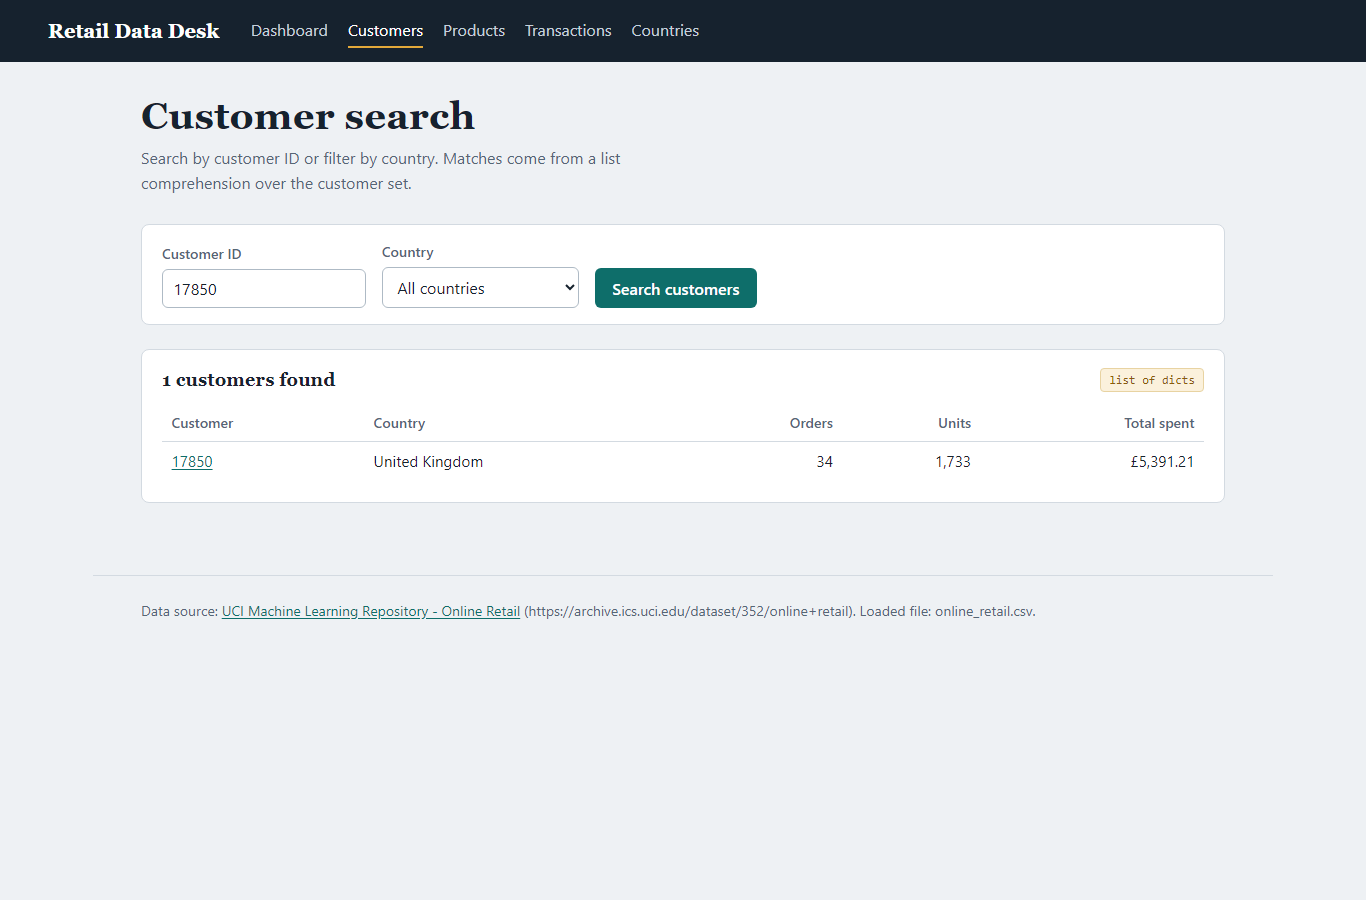 Retail Data Desk Dashboard Customers Products Transactions Countries
Customer search
Search by customer ID or filter by country. Matches come from a list
comprehension over the customer set.
Customer ID Country
17850 All countries Search customers
1 customers found list of dicts
Customer Country Orders Units Total spent
17850 United Kingdom 34 1,733 £5,391.21
Data source: UCI Machine Learning Repository - Online Retail (https://archive.ics.uci.edu/dataset/352/online+retail). Loaded file: online_retail.csv.